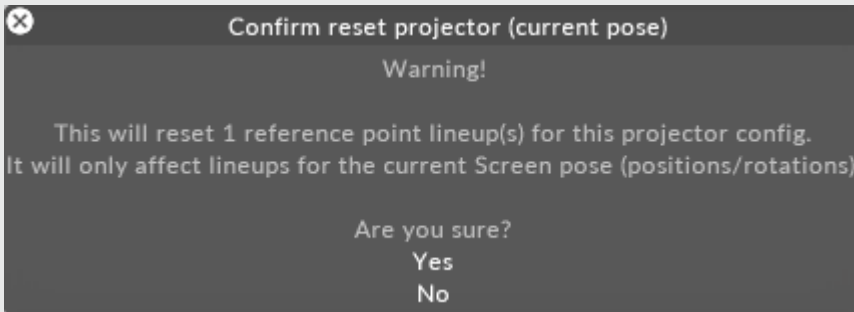 Confirm reset projector (current pose)
Warning!
This will reset 1 reference point lineup(s) for this projector config.
It will only affect lineups for the current Screen pose (positions/rotations)
Are you sure?
Yes
No